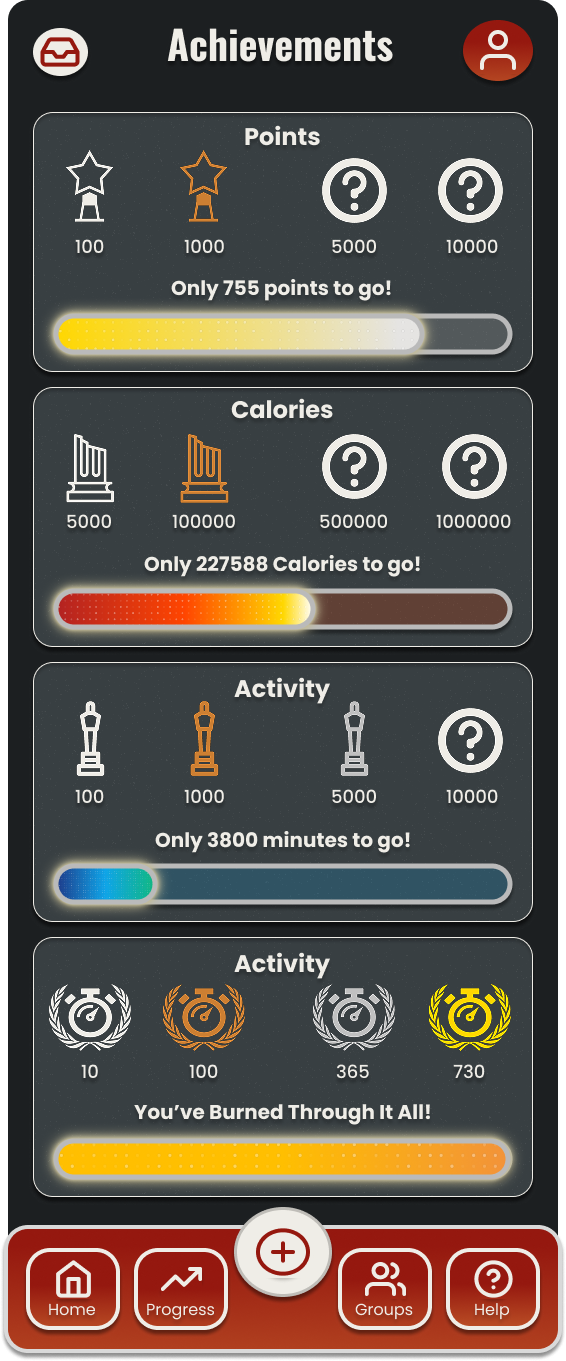 Achievements
Points
100 1000 5000 10000
Only 755 points to go!
Calories
5000 100000 500000 1000000
Only 227588 Calories to go!
Activity
100 1000 5000 10000
Only 3800 minutes to go!
Activity
10 100 365 730
You’ve Burned Through It All!
Home Progress Groups Help